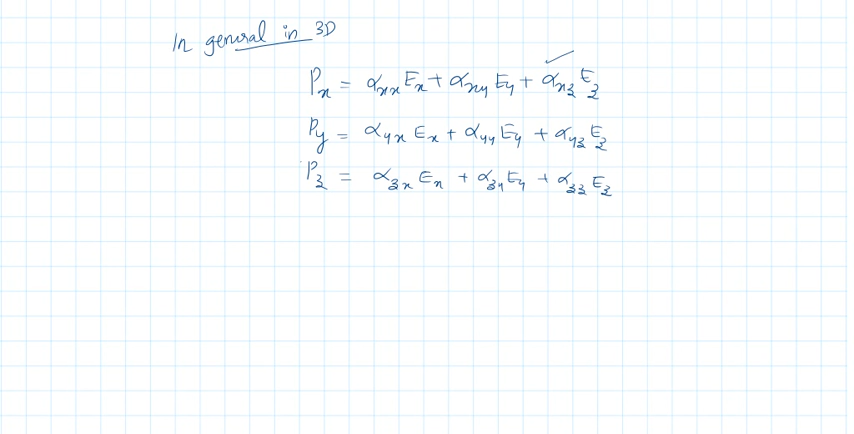 In general in 3D
Px = αxx Ex + αxy Ey + αxz Ez
Py = αyx Ex + αyy Ey + αyz Ez
Pz = αzx Ex + αzy Ey + αzz Ez